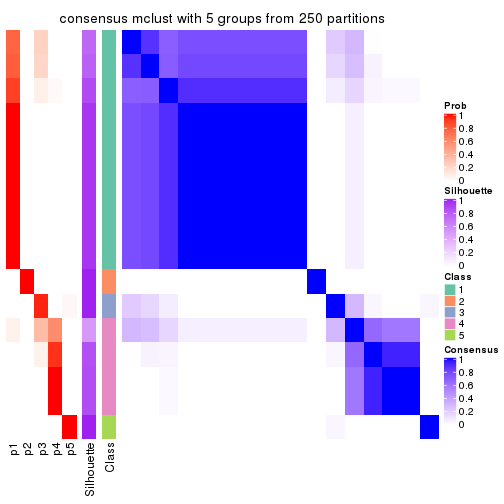 consensus mclust with 5 groups from 250 partitions
Prob
1
0.8
0.6
0.4
0.2
0
Silhouette
1
0.8
0.6
0.4
0.2
0
Class
1
2
3
4
5
Consensus
1
0.8
0.6
0.4
0.2
0
p1
p2
p3
p4
p5
Silhouette
Class